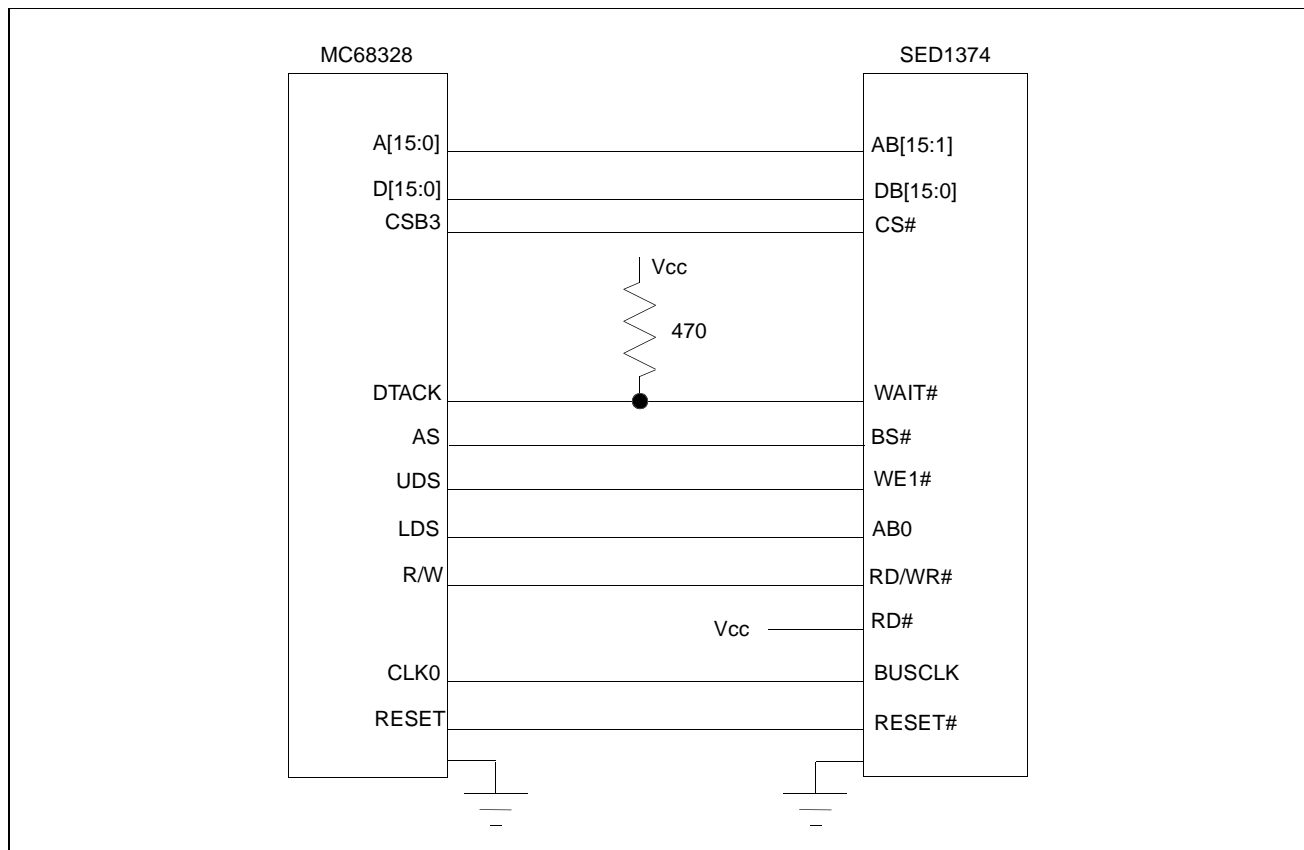 MC68328 SED1374
A[15:0] AB[15:1]
D[15:0] DB[15:0]
CSB3 CS#
Vcc
470
DTACK WAIT#
AS BS#
UDS WE1#
LDS AB0
R/W RD/WR#
Vcc RD#
CLK0 BUSCLK
RESET RESET#